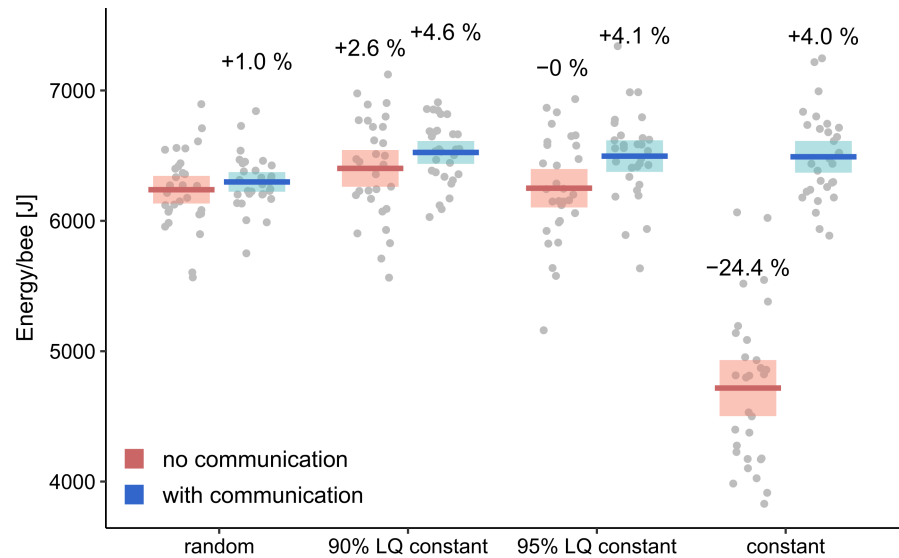 +4.6 %
+2.6 %
+4.1 %
+4.0 %
+1.0 %
−0 %
7000
6000
−24.4 %
5000
4000
Energy/bee [J]
no communication
with communication
random
90% LQ constant
95% LQ constant
constant